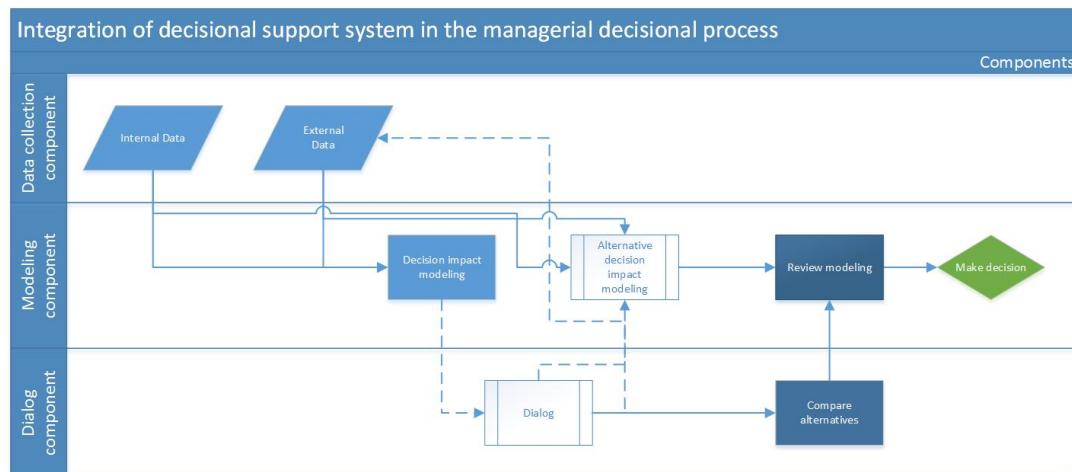 Integration of decisional support system in the managerial decisional process
Components
Data collection
component
Internal Data
External
Data
Modeling
component
Decision impact
modeling
Alternative
decision
impact
modeling
Review modeling
Make decision
Dialog
component
Dialog
Compare
alternatives